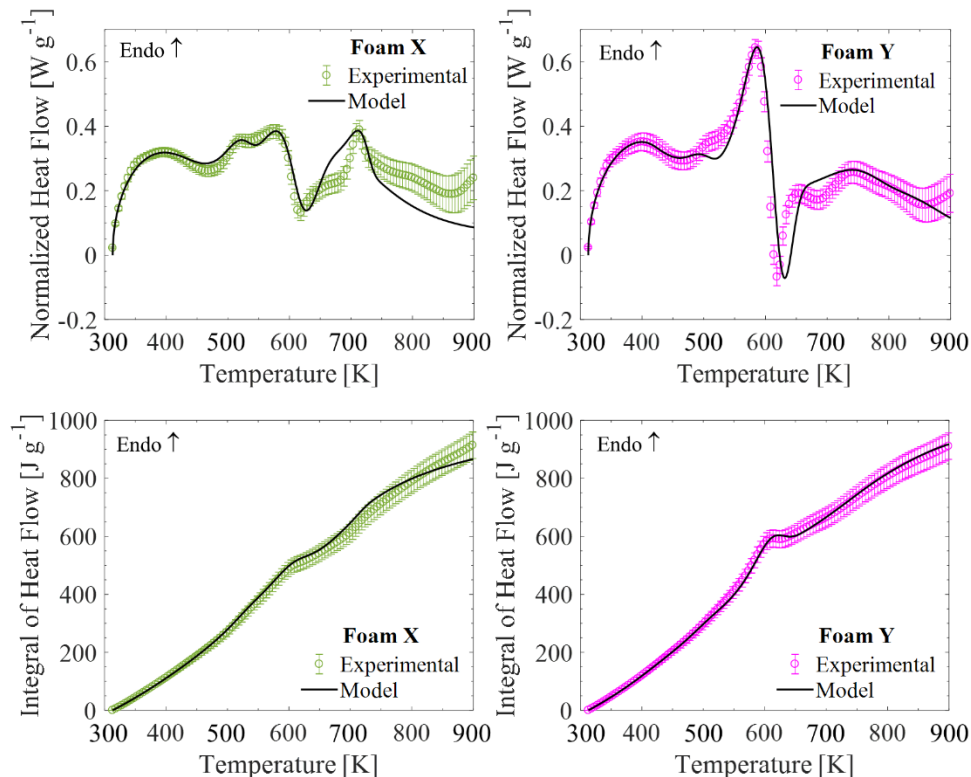 Normalized Heat Flow [W g⁻¹]
Endo ↑
Foam X
Experimental
Model
0.6
0.4
0.2
0
-0.2
300 400 500 600 700 800 900
Temperature [K]
Normalized Heat Flow [W g⁻¹]
Endo ↑
Foam Y
Experimental
Model
0.6
0.4
0.2
0
-0.2
300 400 500 600 700 800 900
Temperature [K]
Integral of Heat Flow [J g⁻¹]
1000
Endo ↑
800
600
400
200
0
Foam X
Experimental
Model
300 400 500 600 700 800 900
Temperature [K]
Integral of Heat Flow [J g⁻¹]
1000
Endo ↑
800
600
400
200
0
Foam Y
Experimental
Model
300 400 500 600 700 800 900
Temperature [K]